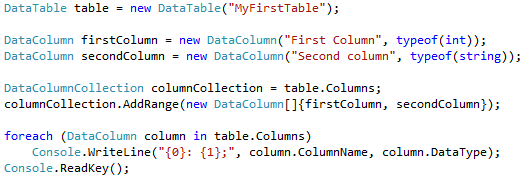 DataTable table = new DataTable("MyFirstTable");
DataColumn firstColumn = new DataColumn("First Column", typeof(int));
DataColumn secondColumn = new DataColumn("Second column", typeof(string));
DataColumnCollection columnCollection = table.Columns;
columnCollection.AddRange(new DataColumn[]{firstColumn, secondColumn});
foreach (DataColumn column in table.Columns)
    Console.WriteLine("{0}: {1};", column.ColumnName, column.DataType);
Console.ReadKey();